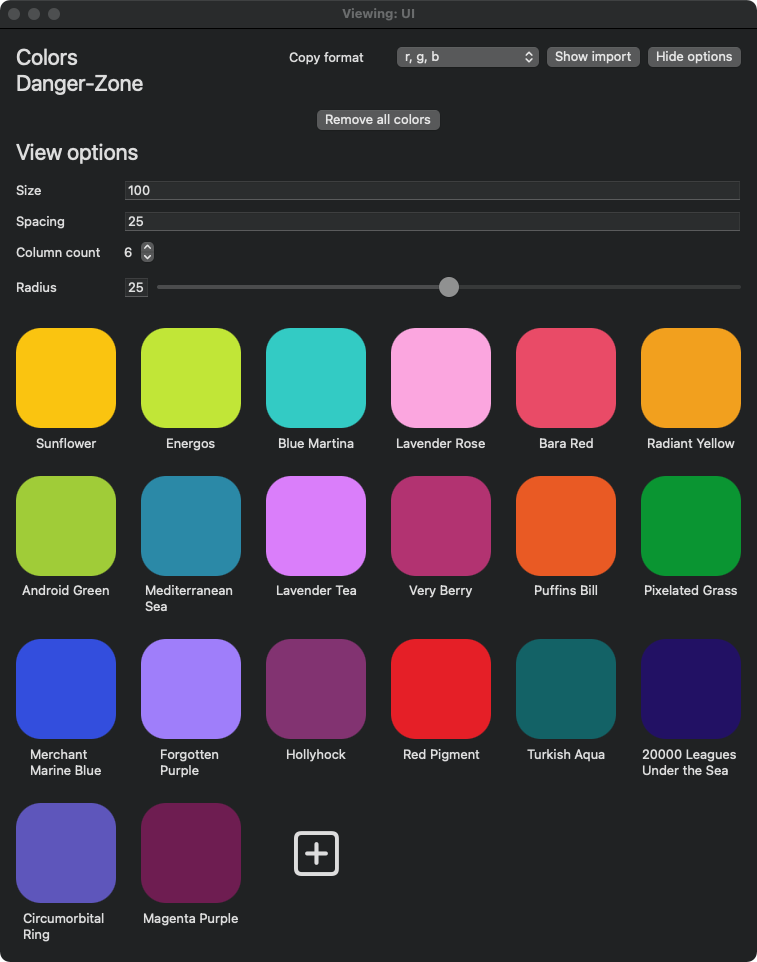 Viewing: UI
Colors
Copy format
r, g, b
Show import
Hide options
Danger-Zone
Remove all colors
View options
Size
100
Spacing
25
Column count
6
Radius
25
Sunflower
Energos
Blue Martina
Lavender Rose
Bara Red
Radiant Yellow
Android Green
Mediterranean
Sea
Lavender Tea
Very Berry
Puffins Bill
Pixelated Grass
Merchant
Marine Blue
Forgotten
Purple
Hollyhock
Red Pigment
Turkish Aqua
20000 Leagues
Under the Sea
Circumorbital
Ring
Magenta Purple